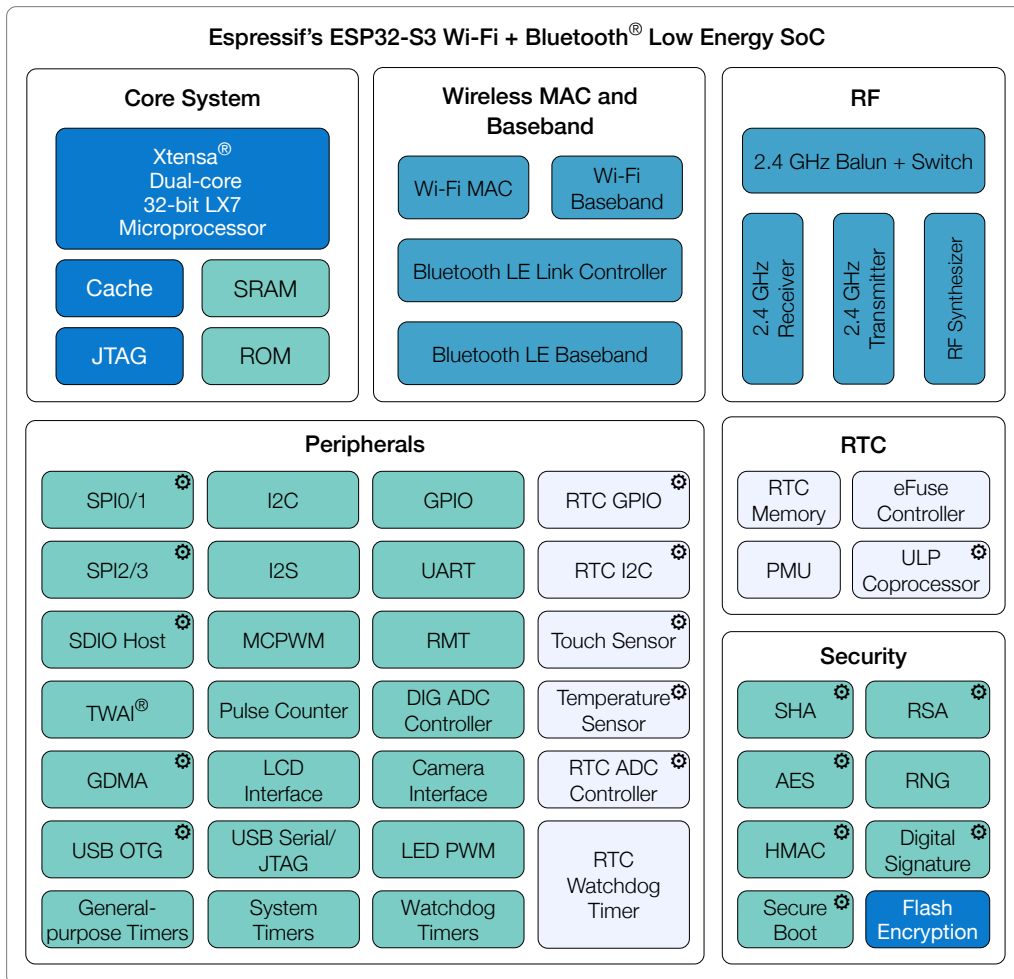 Espressif's ESP32-S3 Wi-Fi + Bluetooth® Low Energy SoC
Core System
Xtensa®
Dual-core
32-bit LX7
Microprocessor
Cache
SRAM
JTAG
ROM
Wireless MAC and
Baseband
Wi-Fi MAC
Wi-Fi
Baseband
Bluetooth LE Link Controller
Bluetooth LE Baseband
RF
2.4 GHz Balun + Switch
2.4 GHz
Receiver
2.4 GHz
Transmitter
RF Synthesizer
Peripherals
SPI0/1
I2C
GPIO
RTC GPIO
SPI2/3
I2S
UART
RTC I2C
SDIO Host
MCPWM
RMT
Touch Sensor
TWAI®
Pulse Counter
DIG ADC
Controller
Temperature
Sensor
GDMA
LCD
Interface
Camera
Interface
RTC ADC
Controller
USB OTG
USB Serial/
JTAG
LED PWM
RTC
Watchdog
Timer
General-
purpose Timers
System
Timers
Watchdog
Timers
RTC
RTC
Memory
eFuse
Controller
PMU
ULP
Coprocessor
Security
SHA
RSA
AES
RNG
HMAC
Digital
Signature
Secure
Boot
Flash
Encryption